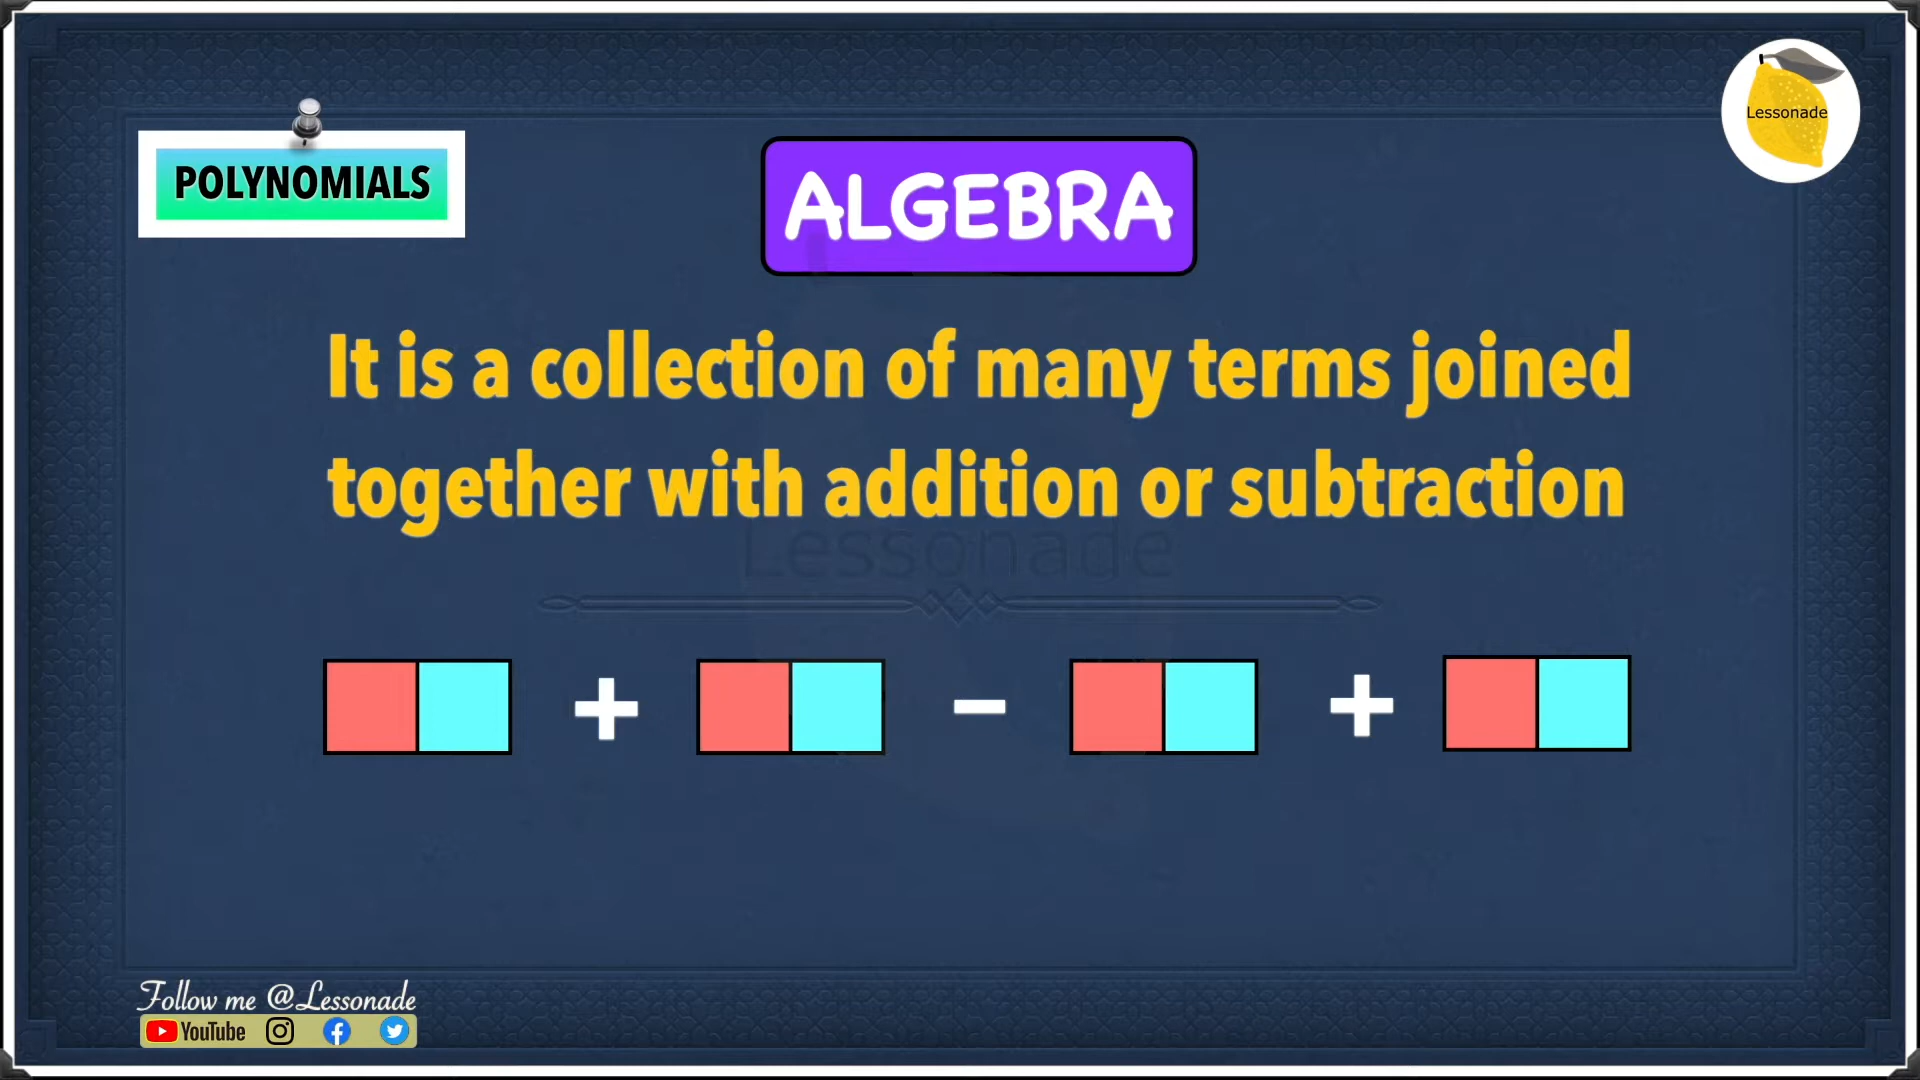 Lessonade
POLYNOMIALS
ALGEBRA
It is a collection of many terms joined
together with addition or subtraction
Lessonade
+ − +
Follow me @Lessonade
YouTube